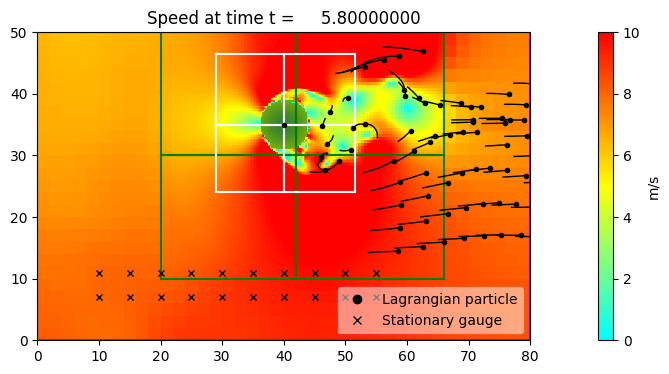 Speed at time t =     5.80000000
50
40
30
20
10
0
0 10 20 30 40 50 60 70 80
Lagrangian particle
Stationary gauge
10
8
6
4
2
0
m/s